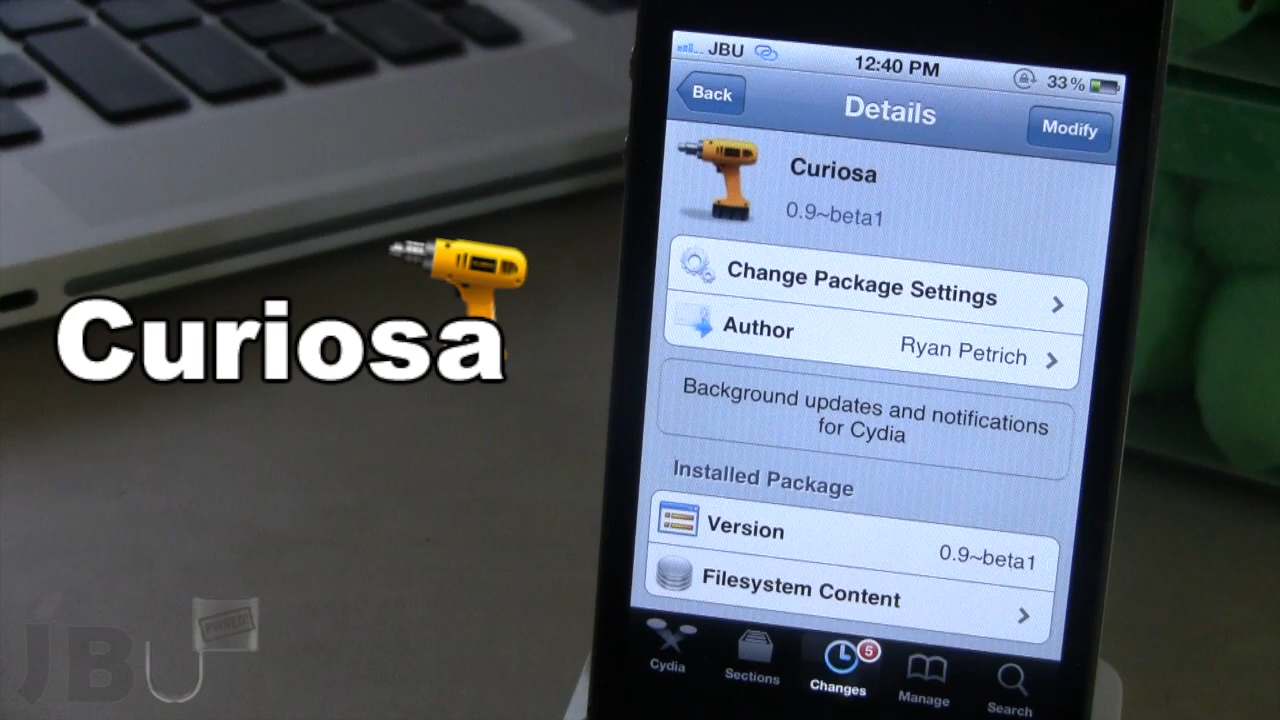 JBU
12:40 PM
33%
Back
Details
Modify
Curiosa
0.9~beta1
Change Package Settings
Author
Ryan Petrich
Background updates and notifications
for Cydia
Installed Package
Version
0.9~beta1
Filesystem Content
5
Cydia
Sections
Changes
Manage
Search
Curiosa
JBU
PWNED!